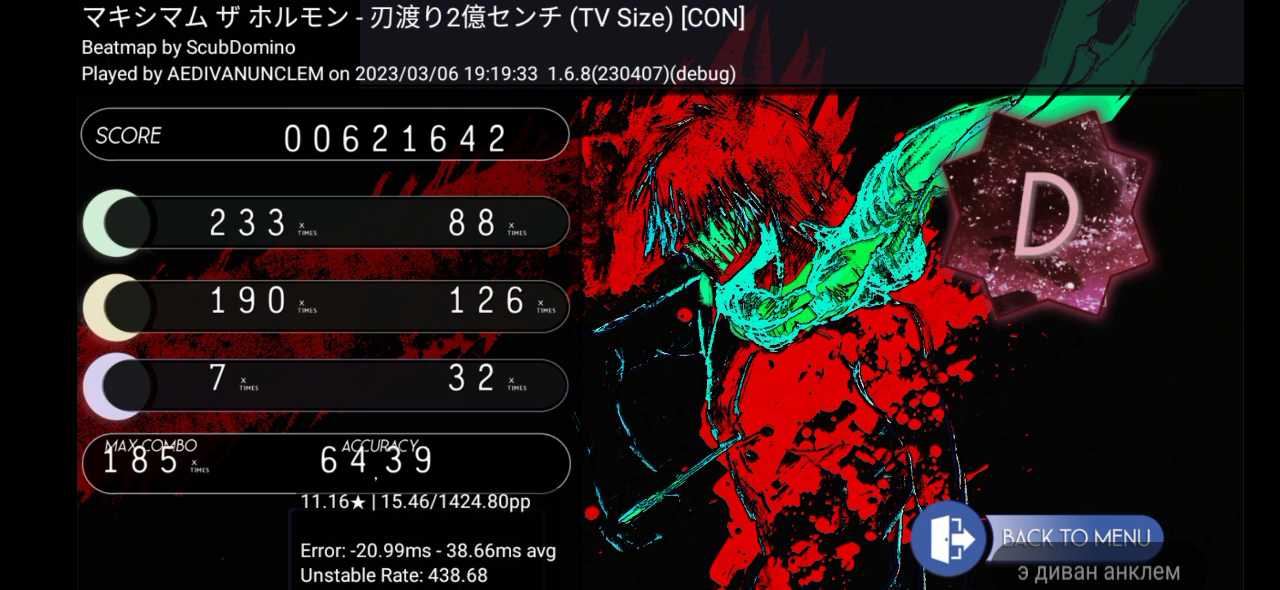 マキシマム ザ ホルモン - 刃渡り2億センチ (TV Size) [CON]
Beatmap by ScubDomino
Played by AEDIVANUNCLEM on 2023/03/06 19:19:33 1.6.8(230407)(debug)
SCORE 00621642
D
233 x TIMES 88 x TIMES
190 x TIMES 126 x TIMES
7 x TIMES 32 x TIMES
MAX COMBO ACCURACY
185 x TIMES 64,39
11.16★ | 15.46/1424.80pp
BACK TO MENU
Error: -20.99ms - 38.66ms avg
э диван анклем
Unstable Rate: 438.68